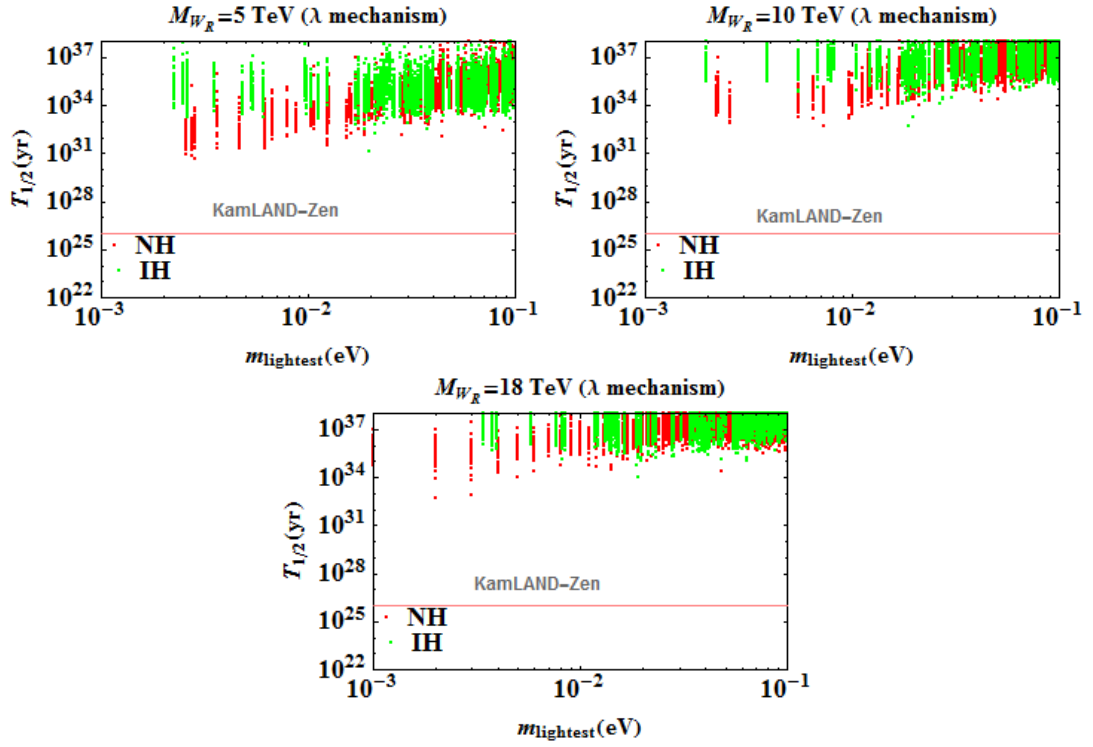 M_{W_R}=5 TeV (λ mechanism)
10^37
10^34
10^31
10^28
10^25
10^22
T_{1/2}(yr)
KamLAND–Zen
NH
IH
10^−3
10^−2
10^−1
m_lightest(eV)
M_{W_R}=10 TeV (λ mechanism)
10^37
10^34
10^31
10^28
10^25
10^22
T_{1/2}(yr)
KamLAND–Zen
NH
IH
10^−3
10^−2
10^−1
m_lightest(eV)
M_{W_R}=18 TeV (λ mechanism)
10^37
10^34
10^31
10^28
10^25
10^22
T_{1/2}(yr)
KamLAND–Zen
NH
IH
10^−3
10^−2
10^−1
m_lightest(eV)